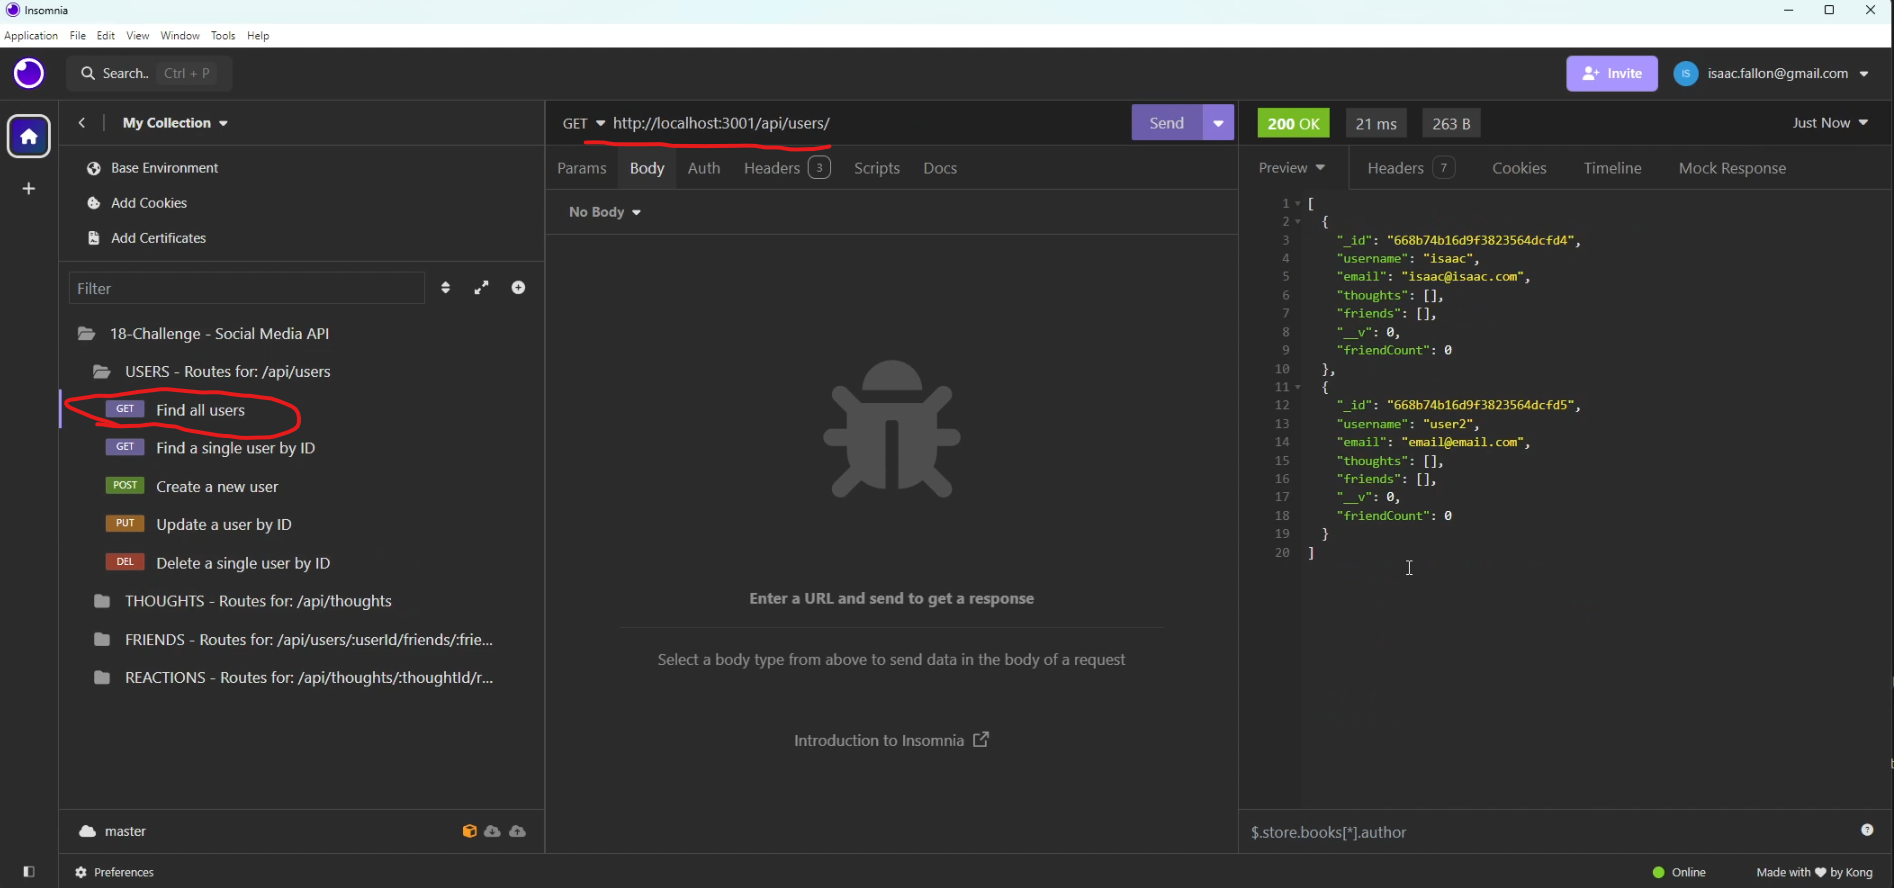 Insomnia
Application File Edit View Window Tools Help
Search.. Ctrl + P
Invite
IS isaac.fallon@gmail.com
My Collection
GET http://localhost:3001/api/users/
Send
200 OK
21 ms
263 B
Just Now
Base Environment
Add Cookies
Add Certificates
Params Body Auth Headers 3 Scripts Docs
No Body
Preview Headers 7 Cookies Timeline Mock Response
Filter
18-Challenge - Social Media API
USERS - Routes for: /api/users
GET Find all users
GET Find a single user by ID
POST Create a new user
PUT Update a user by ID
DEL Delete a single user by ID
THOUGHTS - Routes for: /api/thoughts
FRIENDS - Routes for: /api/users/:userId/friends/:frie...
REACTIONS - Routes for: /api/thoughts/:thoughtId/r...
Enter a URL and send to get a response
Select a body type from above to send data in the body of a request
Introduction to Insomnia
1 [
2 {
3 "_id": "668b74b16d9f3823564dcfd4",
4 "username": "isaac",
5 "email": "isaac@isaac.com",
6 "thoughts": [],
7 "friends": [],
8 "__v": 0,
9 "friendCount": 0
10 },
11 {
12 "_id": "668b74b16d9f3823564dcfd5",
13 "username": "user2",
14 "email": "email@email.com",
15 "thoughts": [],
16 "friends": [],
17 "__v": 0,
18 "friendCount": 0
19 }
20 ]
master
$.store.books[*].author
Preferences
Online
Made with ♥ by Kong